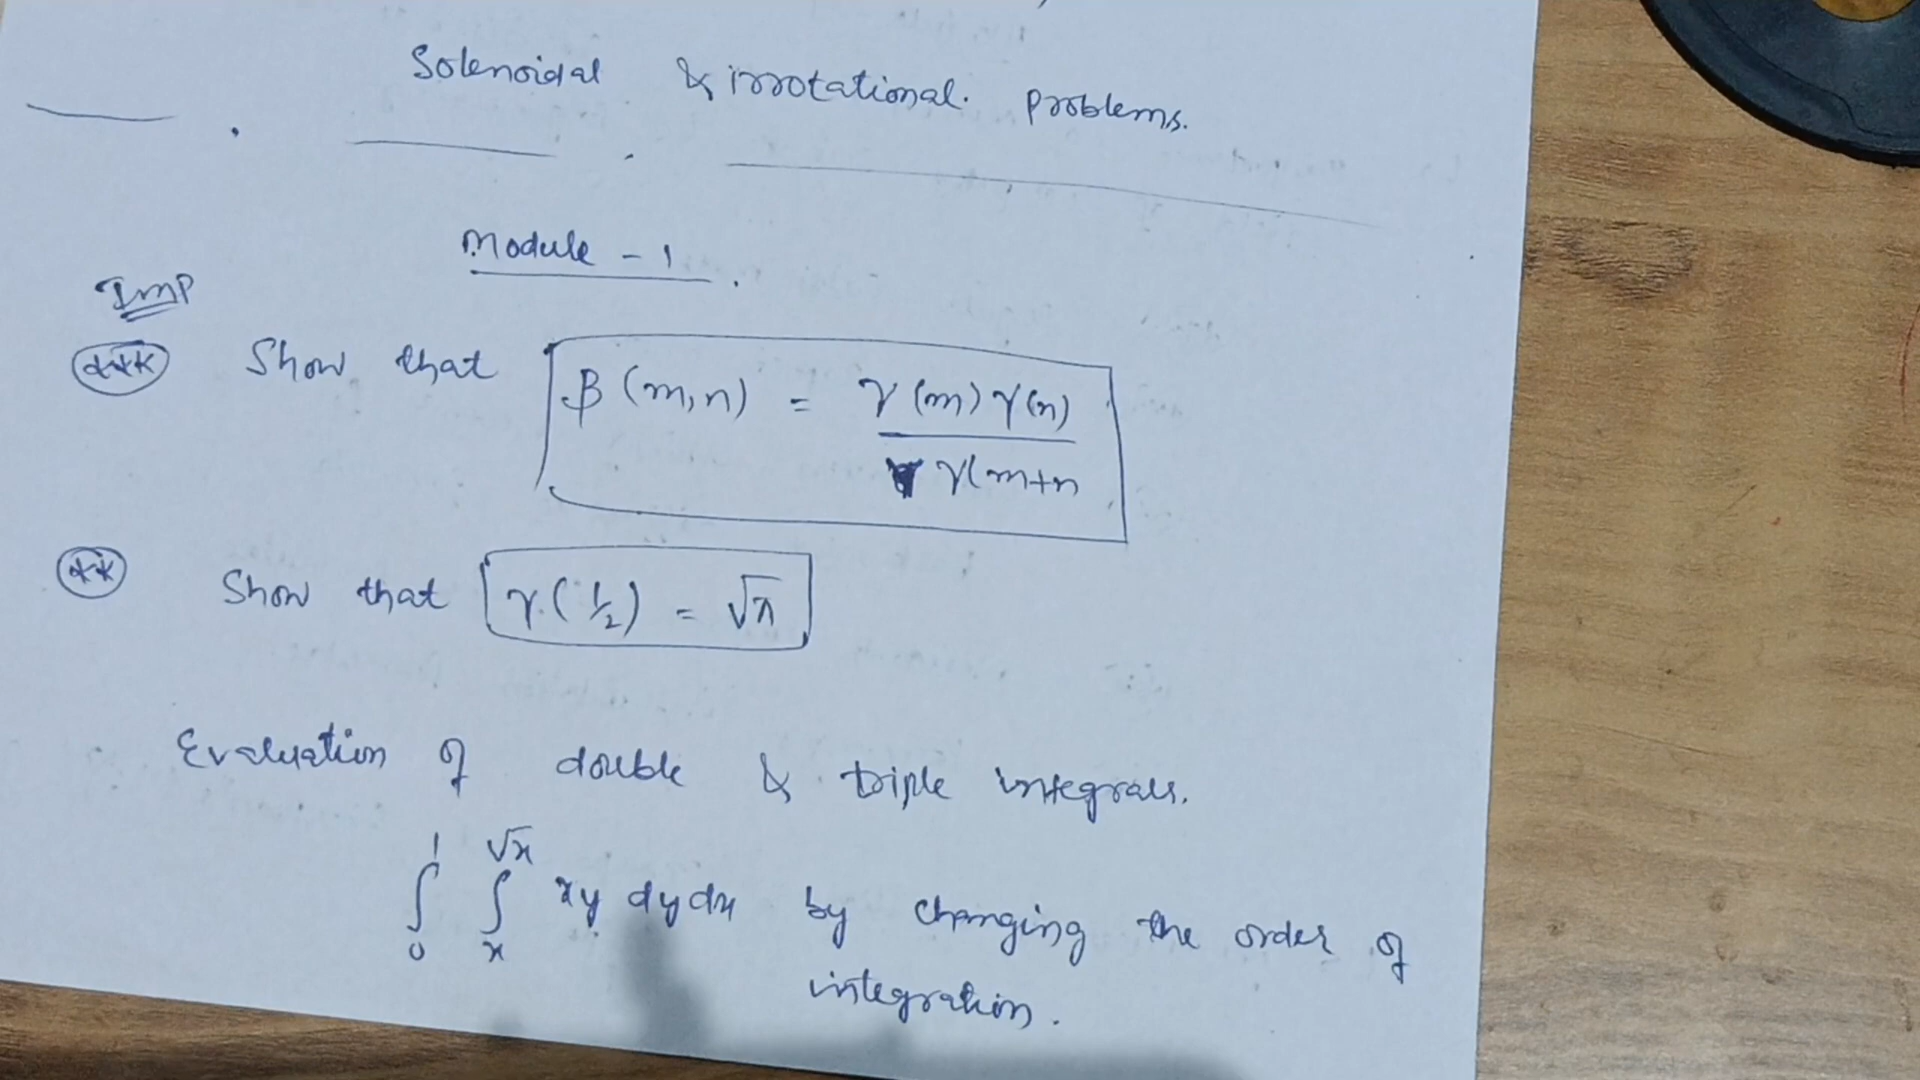 Solenoidal & irrotational. Problems.
Module - 1
Imp
*** Show that β(m,n) = γ(m) γ(n) / γ(m+n
** Show that γ(1/2) = √π
Evaluation of double & triple integrals.
∫₀¹ ∫ₓ^√x xy dy dx by changing the order of
integration.